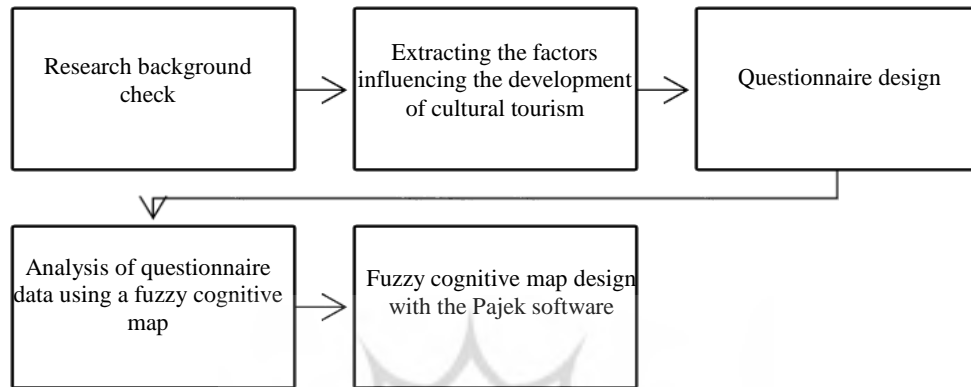 Research background
check
Extracting the factors
influencing the development
of cultural tourism
Questionnaire design
Analysis of questionnaire
data using a fuzzy cognitive
map
Fuzzy cognitive map design
with the Pajek software